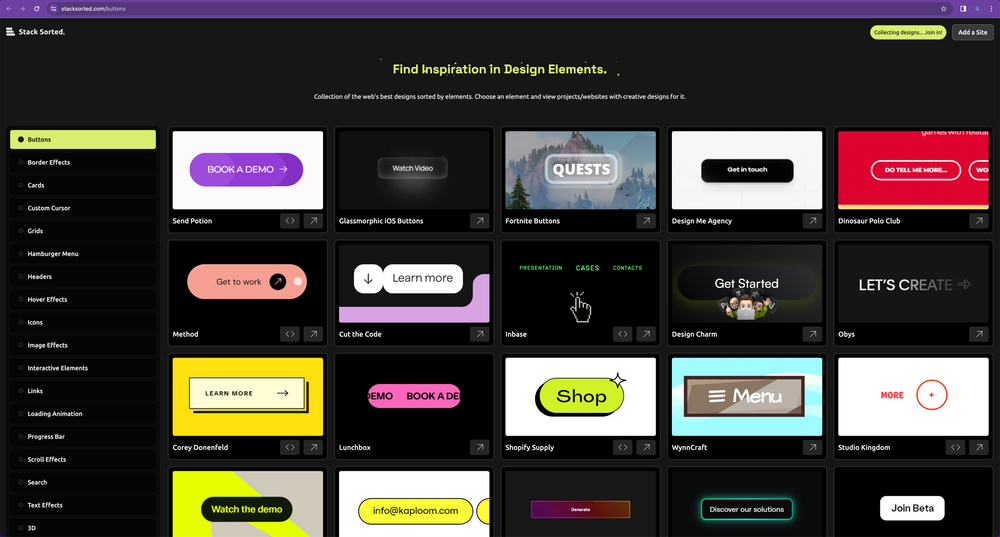 stacksorted.com/buttons
Stack Sorted.
Collecting designs... Join in!
Add a Site
Find Inspiration in Design Elements.
Collection of the web's best designs sorted by elements. Choose an element and view projects/websites with creative designs for it.
Buttons
Border Effects
Cards
Custom Cursor
Grids
Hamburger Menu
Headers
Hover Effects
Icons
Image Effects
Interactive Elements
Links
Loading Animation
Progress Bar
Scroll Effects
Search
Text Effects
3D
BOOK A DEMO
Send Potion
Watch Video
Glassmorphic iOS Buttons
QUESTS
Fortnite Buttons
Get in touch
Design Me Agency
games with
DO TELL ME MORE...
WO
Dinosaur Polo Club
Get to work
Method
Learn more
Cut the Code
PRESENTATION CASES CONTACTS
Inbase
Get Started
Design Charm
LET'S CREATE
Obys
LEARN MORE
Corey Donenfeld
DEMO BOOK A DE
Lunchbox
Shop
Shopify Supply
Menu
WynnCraft
MORE +
Studio Kingdom
Watch the demo
info@kaploom.com
Generate
Discover our solutions
Join Beta